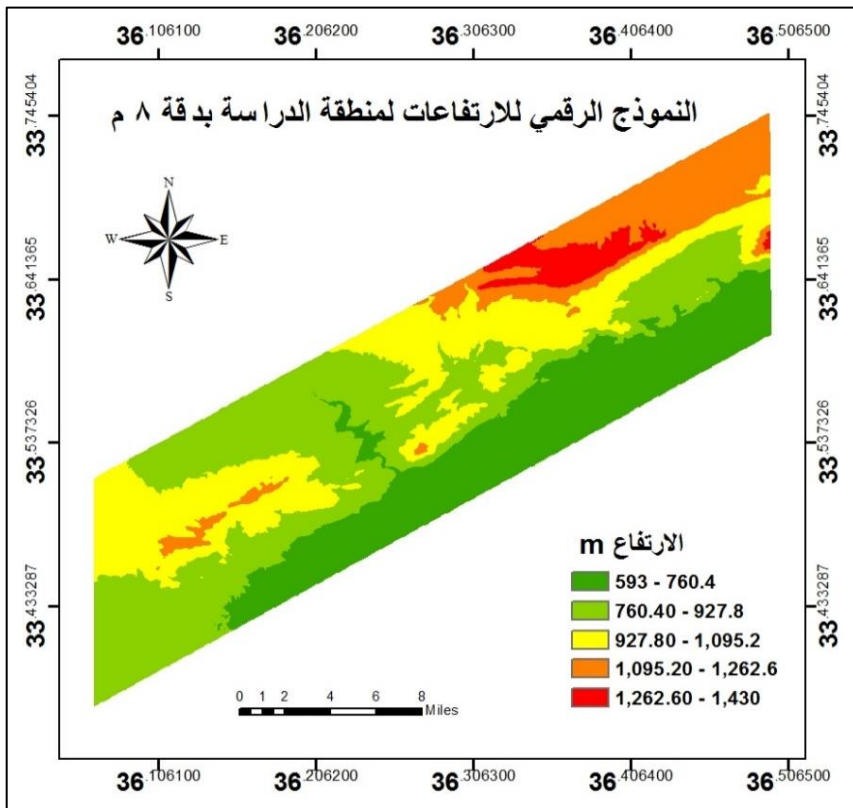 36.106100 36.206200 36.306300 36.406400 36.506500
33.745404 33.745404
النموذج الرقمي للارتفاعات لمنطقة الدراسة بدقة ٨ م
N
W E
S
33.641365 33.641365
33.537326 33.537326
الارتفاع m
593 - 760.4
760.40 - 927.8
33.433287 33.433287
927.80 - 1,095.2
1,095.20 - 1,262.6
1,262.60 - 1,430
0 1 2 4 6 8
Miles
36.106100 36.206200 36.306300 36.406400 36.506500